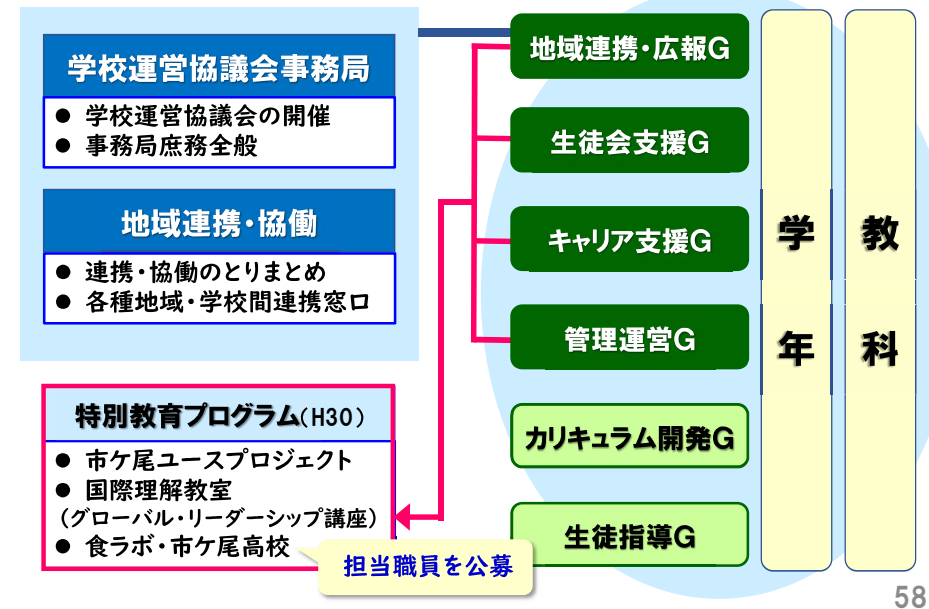 学校運営協議会事務局
● 学校運営協議会の開催
● 事務局庶務全般
地域連携・協働
● 連携・協働のとりまとめ
● 各種地域・学校間連携窓口
特別教育プログラム(H30)
● 市ケ尾ユースプロジェクト
● 国際理解教室
(グローバル・リーダーシップ講座)
● 食ラボ・市ケ尾高校
担当職員を公募
地域連携・広報G
生徒会支援G
キャリア支援G
管理運営G
カリキュラム開発G
生徒指導G
学年
教科
58